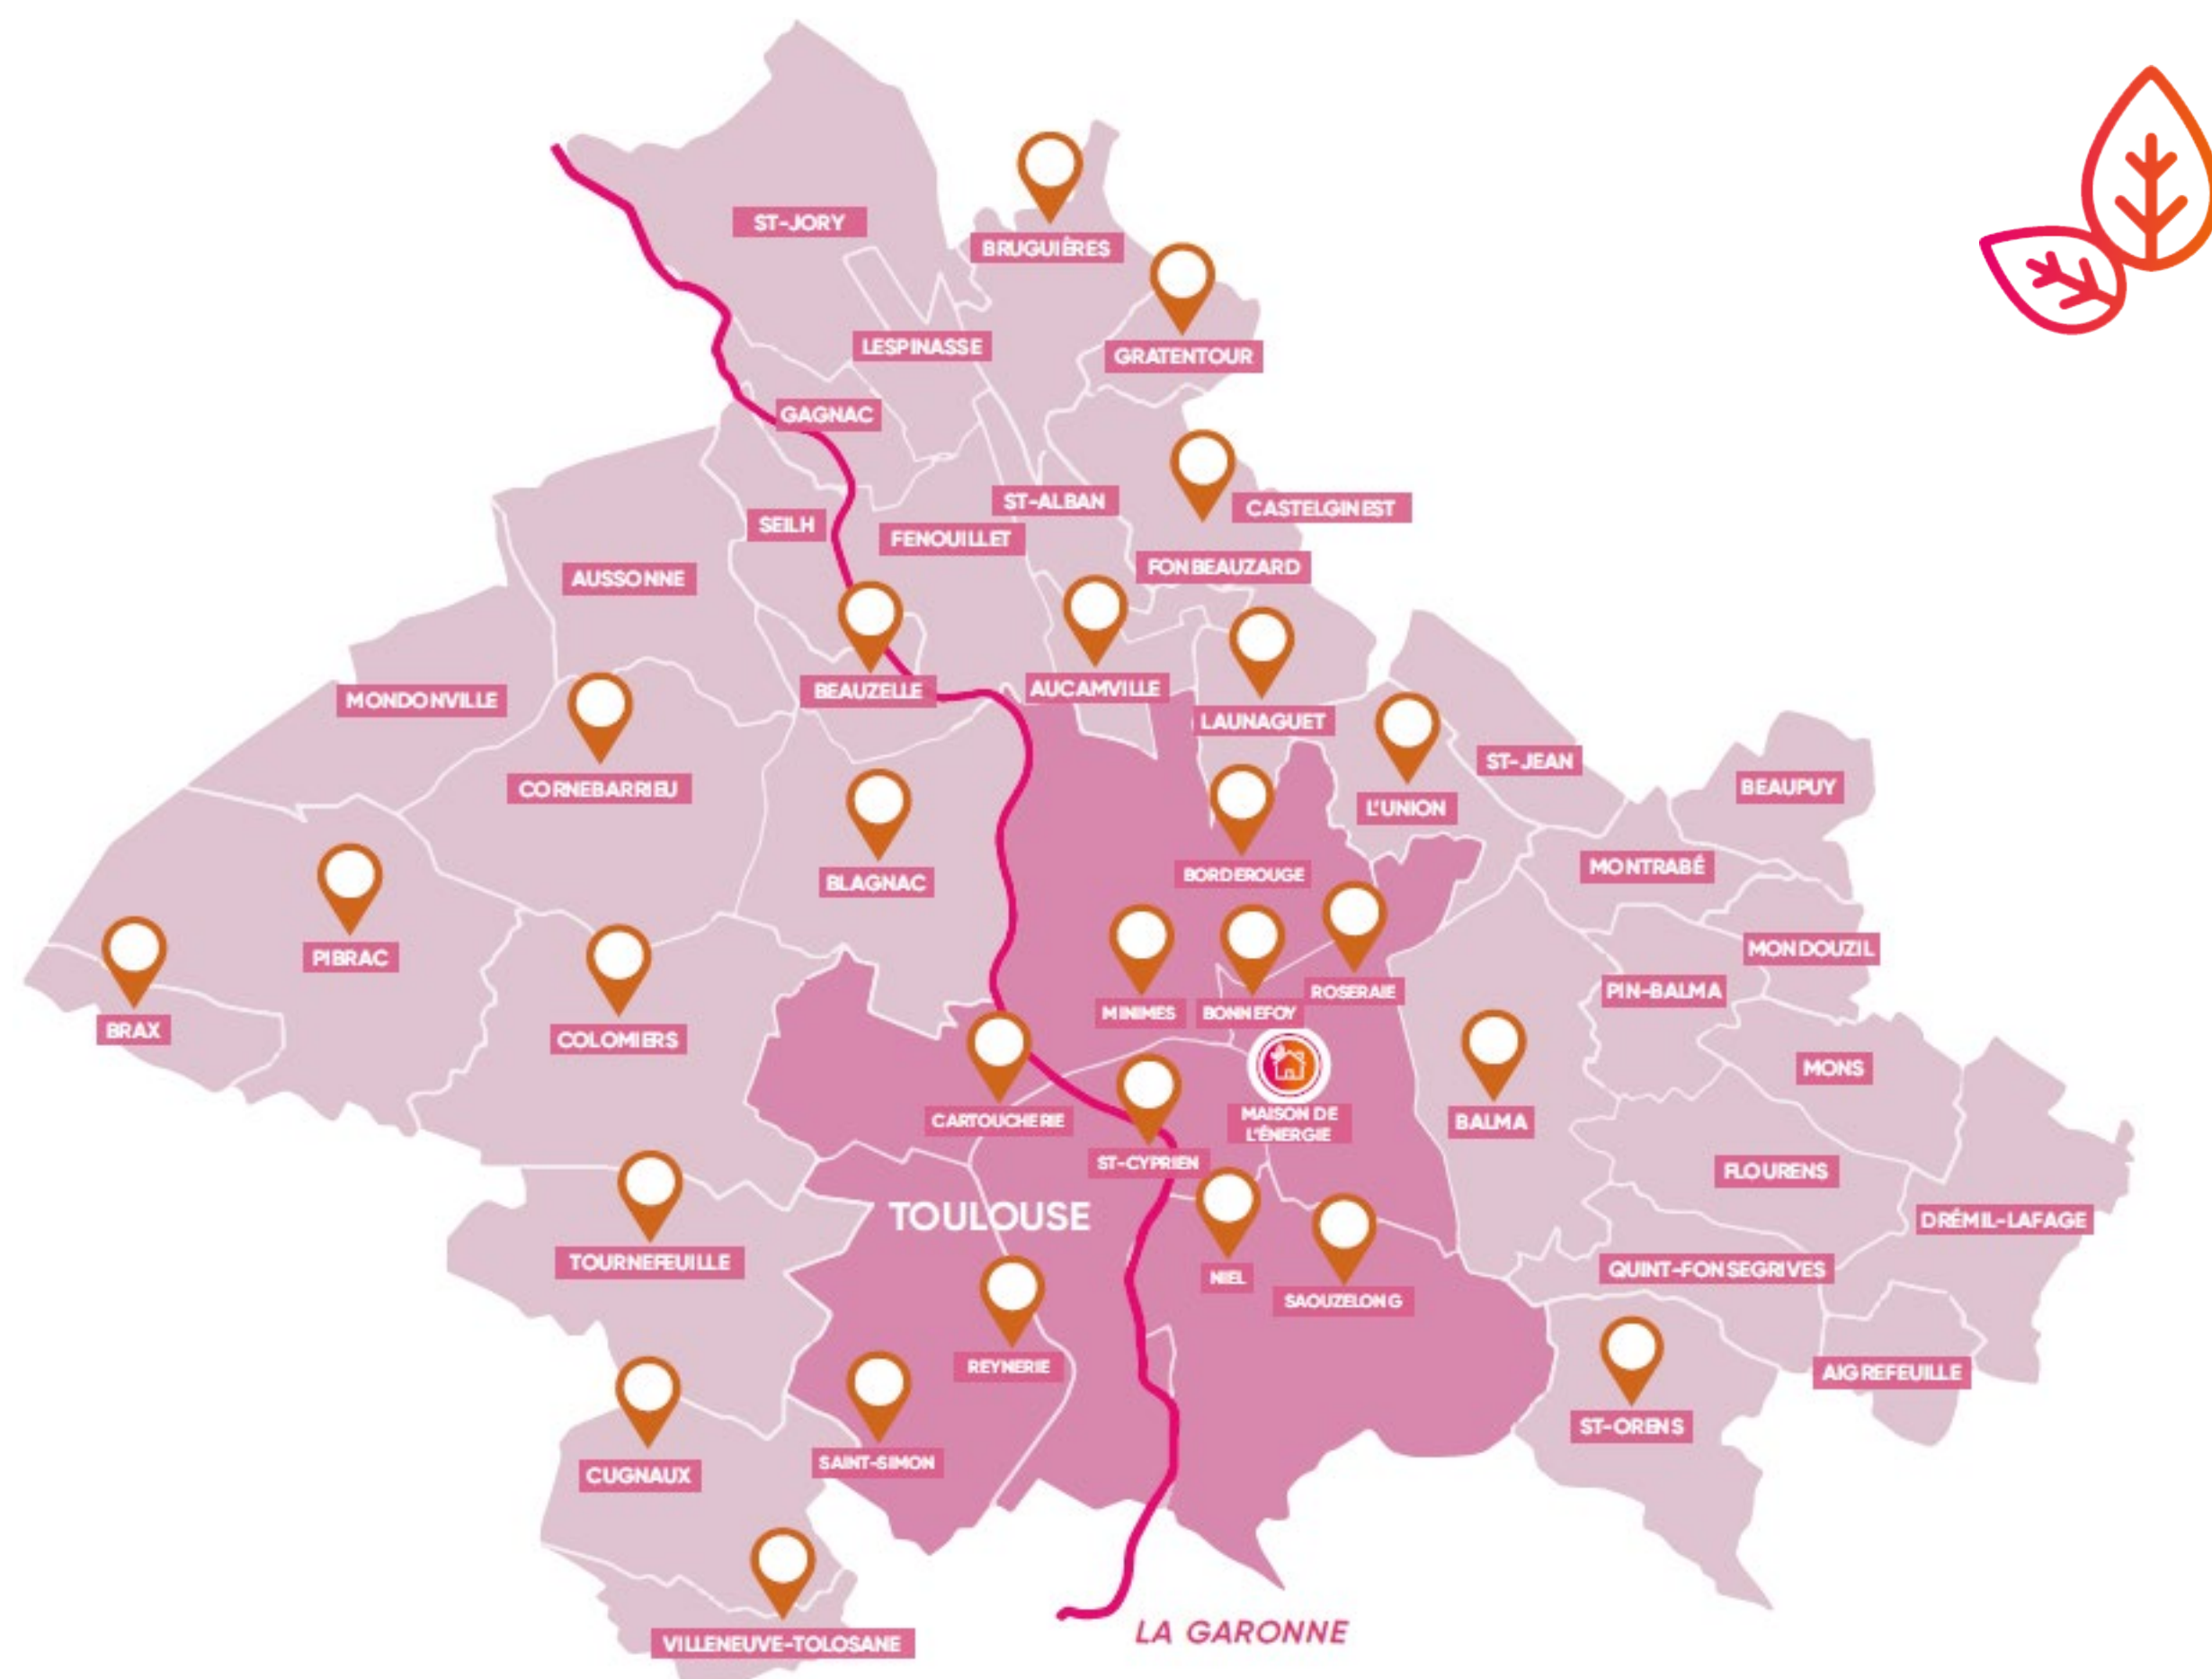 ST-JORY
BRUGUIÈRES
LESPINASSE
GRATENTOUR
GAGNAC
ST-ALBAN
CASTELGINEST
SEILH
FENOUILLET
FONBEAUZARD
AUSSONNE
MONDONVILLE
BEAUZELLE
AUCAMVILLE
LAUNAGUET
ST-JEAN
CORNEBARRIEU
BEAUPUY
L'UNION
BLAGNAC
BORDEROUGE
MONTRABÉ
PIBRAC
MONDOUZIL
ROSERAIE
PIN-BALMA
MINIMES
BONNEFOY
BRAX
COLOMIERS
MONS
CARTOUCHERIE
MAISON DE
L'ÉNERGIE
BALMA
ST-CYPRIEN
FLOURENS
TOULOUSE
DRÉMIL-LAFAGE
TOURNEFEUILLE
NIEL
QUINT-FONSEGRIVES
SAOUZELONG
REYNERIE
AIGREFEUILLE
ST-ORENS
SAINT-SIMON
CUGNAUX
LA GARONNE
VILLENEUVE-TOLOSANE